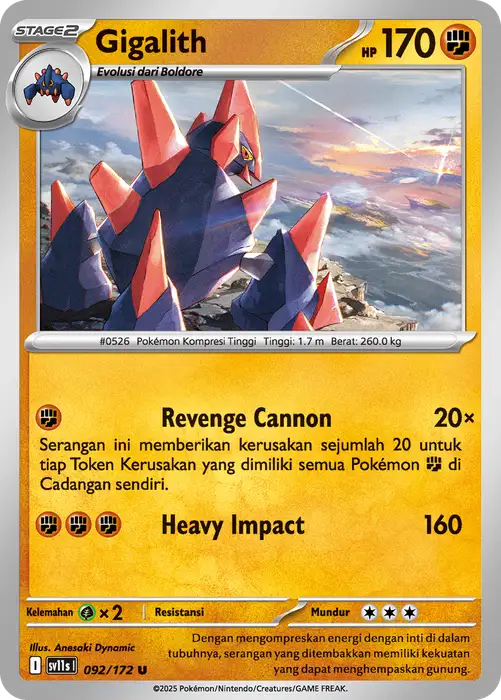 STAGE2 Gigalith HP 170
Evolusi dari Boldore
#0526 Pokémon Kompresi Tinggi Tinggi: 1.7 m Berat: 260.0 kg
Revenge Cannon 20×
Serangan ini memberikan kerusakan sejumlah 20 untuk
tiap Token Kerusakan yang dimiliki semua Pokémon di
Cadangan sendiri.
Heavy Impact 160
Kelemahan ×2 Resistansi Mundur
Illus. Anesaki Dynamic
I sv11s I 092/172 U
Dengan mengompreskan energi dengan inti di dalam
tubuhnya, serangan yang ditembakkan memiliki kekuatan
yang dapat menghempaskan gunung.
©2025 Pokémon/Nintendo/Creatures/GAME FREAK.